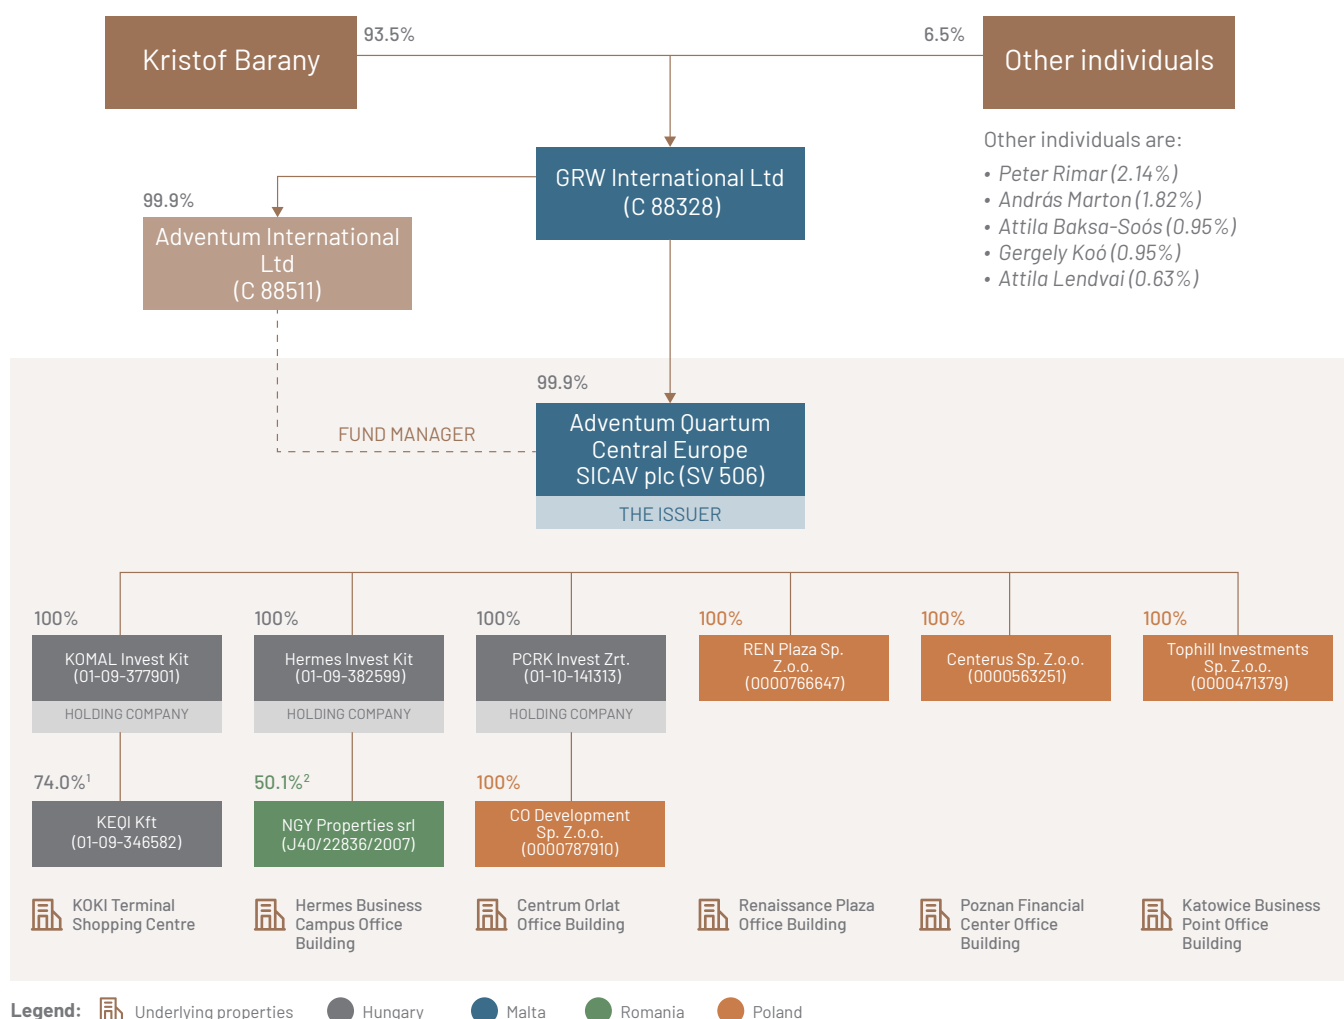 Kristof Barany
93.5%
6.5%
Other individuals
Other individuals are:
• Peter Rimar (2.14%)
• András Marton (1.82%)
• Attila Baksa-Soós (0.95%)
• Gergely Koó (0.95%)
• Attila Lendvai (0.63%)
GRW International Ltd
(C 88328)
99.9%
Adventum International
Ltd
(C 88511)
99.9%
FUND MANAGER
Adventum Quartum
Central Europe
SICAV plc (SV 506)
THE ISSUER
100%
KOMAL Invest Kit
(01-09-377901)
HOLDING COMPANY
100%
Hermes Invest Kit
(01-09-382599)
HOLDING COMPANY
100%
PCRK Invest Zrt.
(01-10-141313)
HOLDING COMPANY
100%
REN Plaza Sp.
Z.o.o.
(0000766647)
100%
Centerus Sp. Z.o.o.
(0000563251)
100%
Tophill Investments
Sp. Z.o.o.
(0000471379)
74.0%¹
KEQI Kft
(01-09-346582)
50.1%²
NGY Properties srl
(J40/22836/2007)
100%
CO Development
Sp. Z.o.o.
(0000787910)
KOKI Terminal
Shopping Centre
Hermes Business
Campus Office
Building
Centrum Orlat
Office Building
Renaissance Plaza
Office Building
Poznan Financial
Center Office
Building
Katowice Business
Point Office
Building
Legend:
Underlying properties
Hungary
Malta
Romania
Poland